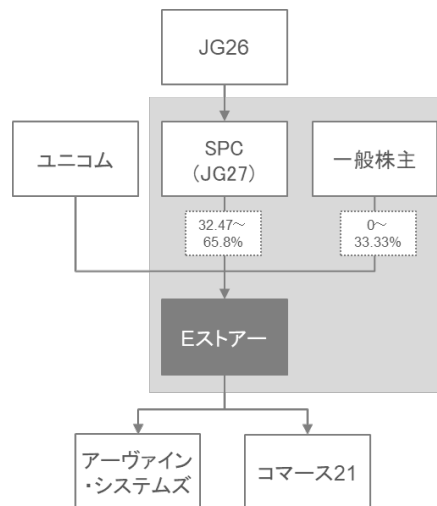 JG26
ユニコム
SPC
(JG27)
一般株主
32.47～
65.8%
0～
33.33%
Eストアー
アーヴァイン
・システムズ
コマース21